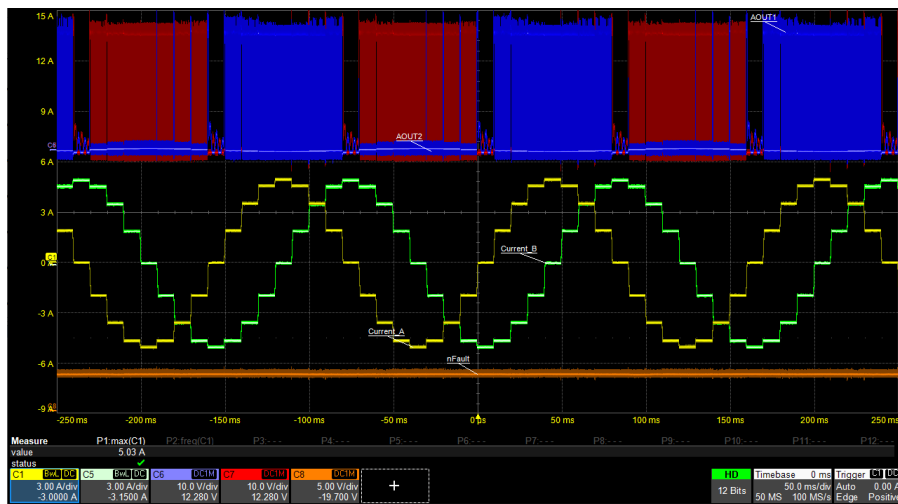 15 A
AOUT1
12 A
9 A
AOUT2
C6
6 A
3 A
Current_B
C1
0 A
-3 A
Current_A
nFault
-6 A
-9 A
-250 ms -200 ms -150 ms -100 ms -50 ms 0 µs 50 ms 100 ms 150 ms 200 ms 250 ms
Measure P1:max(C1) P2:freq(C1) P3:- - - P4:- - - P5:- - - P6:- - - P7:- - - P8:- - - P9:- - - P10:- - - P11:- - - P12:- - -
value 5.03 A
status
C1 BwL DC C5 BwL DC C6 DC1M C7 DC1M C8 DC1M HD Timebase 0 ms Trigger C1 DC
3.00 A/div 3.00 A/div 10.0 V/div 10.0 V/div 5.00 V/div + 50.0 ms/div Auto 0.00 A
-3.0000 A -3.1500 A 12.280 V 12.280 V -19.700 V 12 Bits 50 MS 100 MS/s Edge Positive